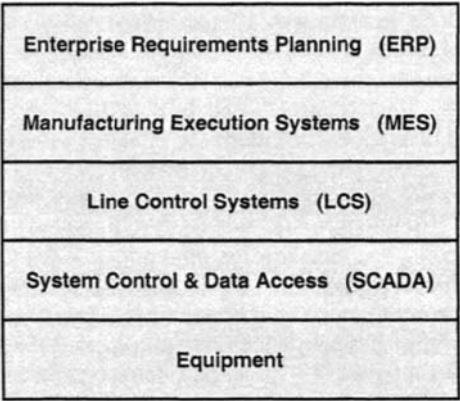 Enterprise Requirements Planning (ERP)
Manufacturing Execution Systems (MES)
Line Control Systems (LCS)
System Control & Data Access (SCADA)
Equipment